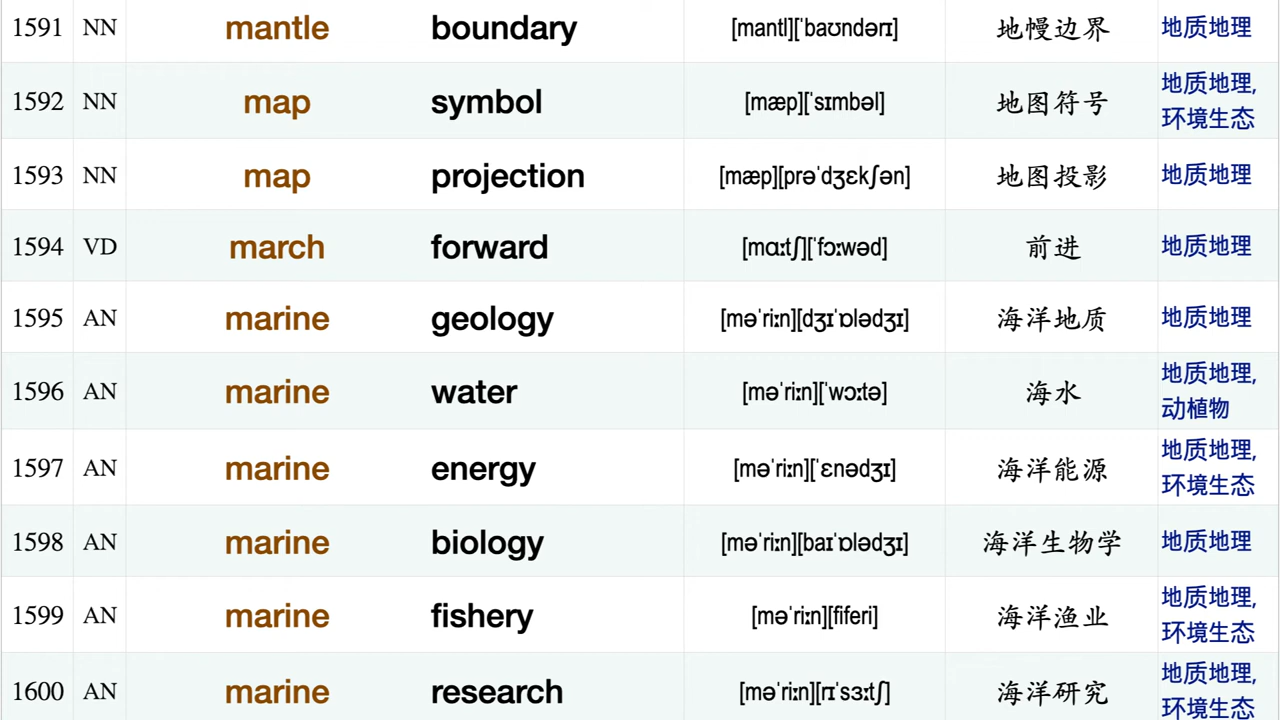 1591 NN mantle boundary [mantl][ˈbaʊndərɪ] 地幔边界 地质地理
1592 NN map symbol [mæp][ˈsɪmbəl] 地图符号 地质地理,
环境生态
1593 NN map projection [mæp][prəˈdʒɛkʃən] 地图投影 地质地理
1594 VD march forward [mɑːtʃ][ˈfɔːwəd] 前进 地质地理
1595 AN marine geology [məˈriːn][dʒɪˈɒlədʒɪ] 海洋地质 地质地理
1596 AN marine water [məˈriːn][ˈwɔːtə] 海水 地质地理,
动植物
1597 AN marine energy [məˈriːn][ˈɛnədʒɪ] 海洋能源 地质地理,
环境生态
1598 AN marine biology [məˈriːn][baɪˈɒlədʒɪ] 海洋生物学 地质地理
1599 AN marine fishery [məˈriːn][fiferi] 海洋渔业 地质地理,
环境生态
1600 AN marine research [məˈriːn][rɪˈsɜːtʃ] 海洋研究 地质地理,
环境生态